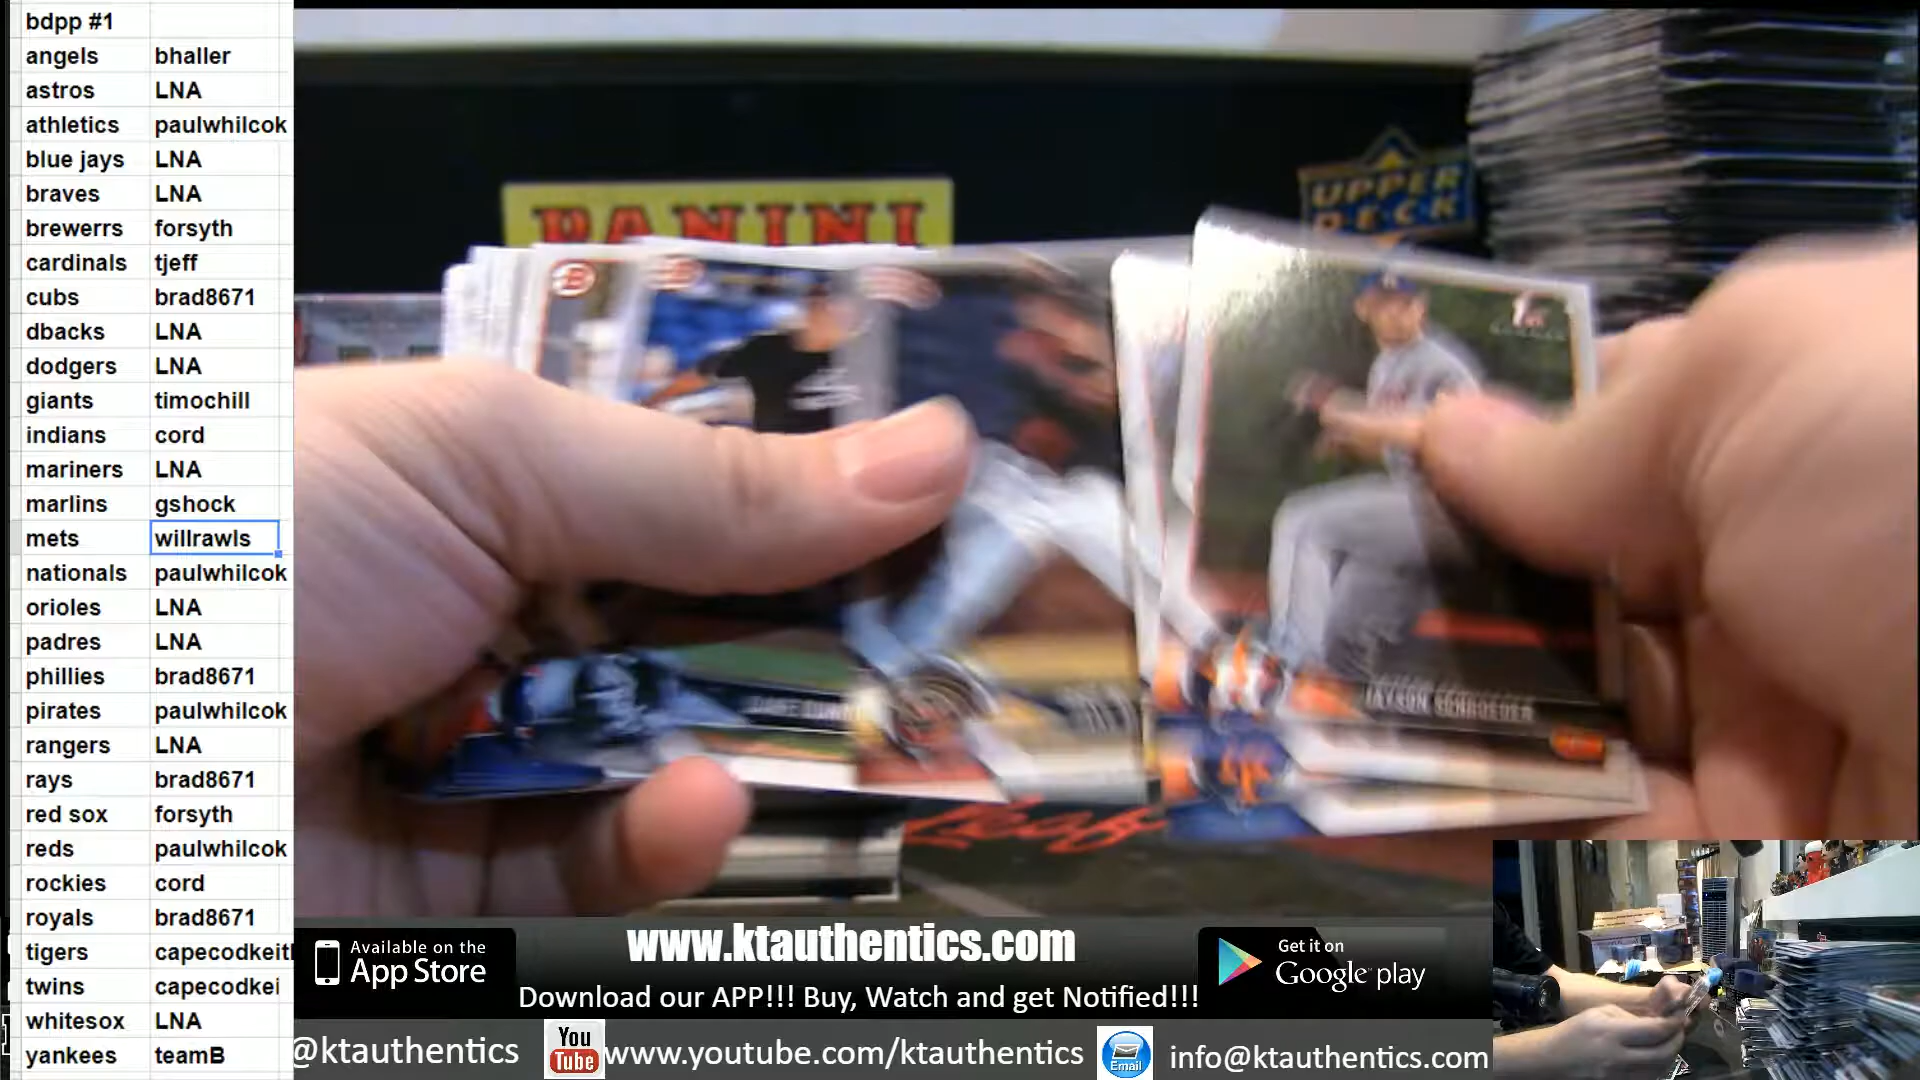 bdpp #1
angels bhaller
astros LNA
athletics paulwhilcok
blue jays LNA
braves LNA
brewerrs forsyth
cardinals tjeff
cubs brad8671
dbacks LNA
dodgers LNA
giants timochill
indians cord
mariners LNA
marlins gshock
mets willrawls
nationals paulwhilcok
orioles LNA
padres LNA
phillies brad8671
pirates paulwhilcok
rangers LNA
rays brad8671
red sox forsyth
reds paulwhilcok
rockies cord
royals brad8671
tigers capecodkeith
twins capecodkei
whitesox LNA
yankees teamB
PANINI
UPPER
DECK
B
1st
JAYSON SCHROEDER
Leaf
Available on the
App Store
www.ktauthentics.com
Get it on
Google play
Download our APP!!! Buy, Watch and get Notified!!!
@ktauthentics
You
Tube
www.youtube.com/ktauthentics
Email
info@ktauthentics.com